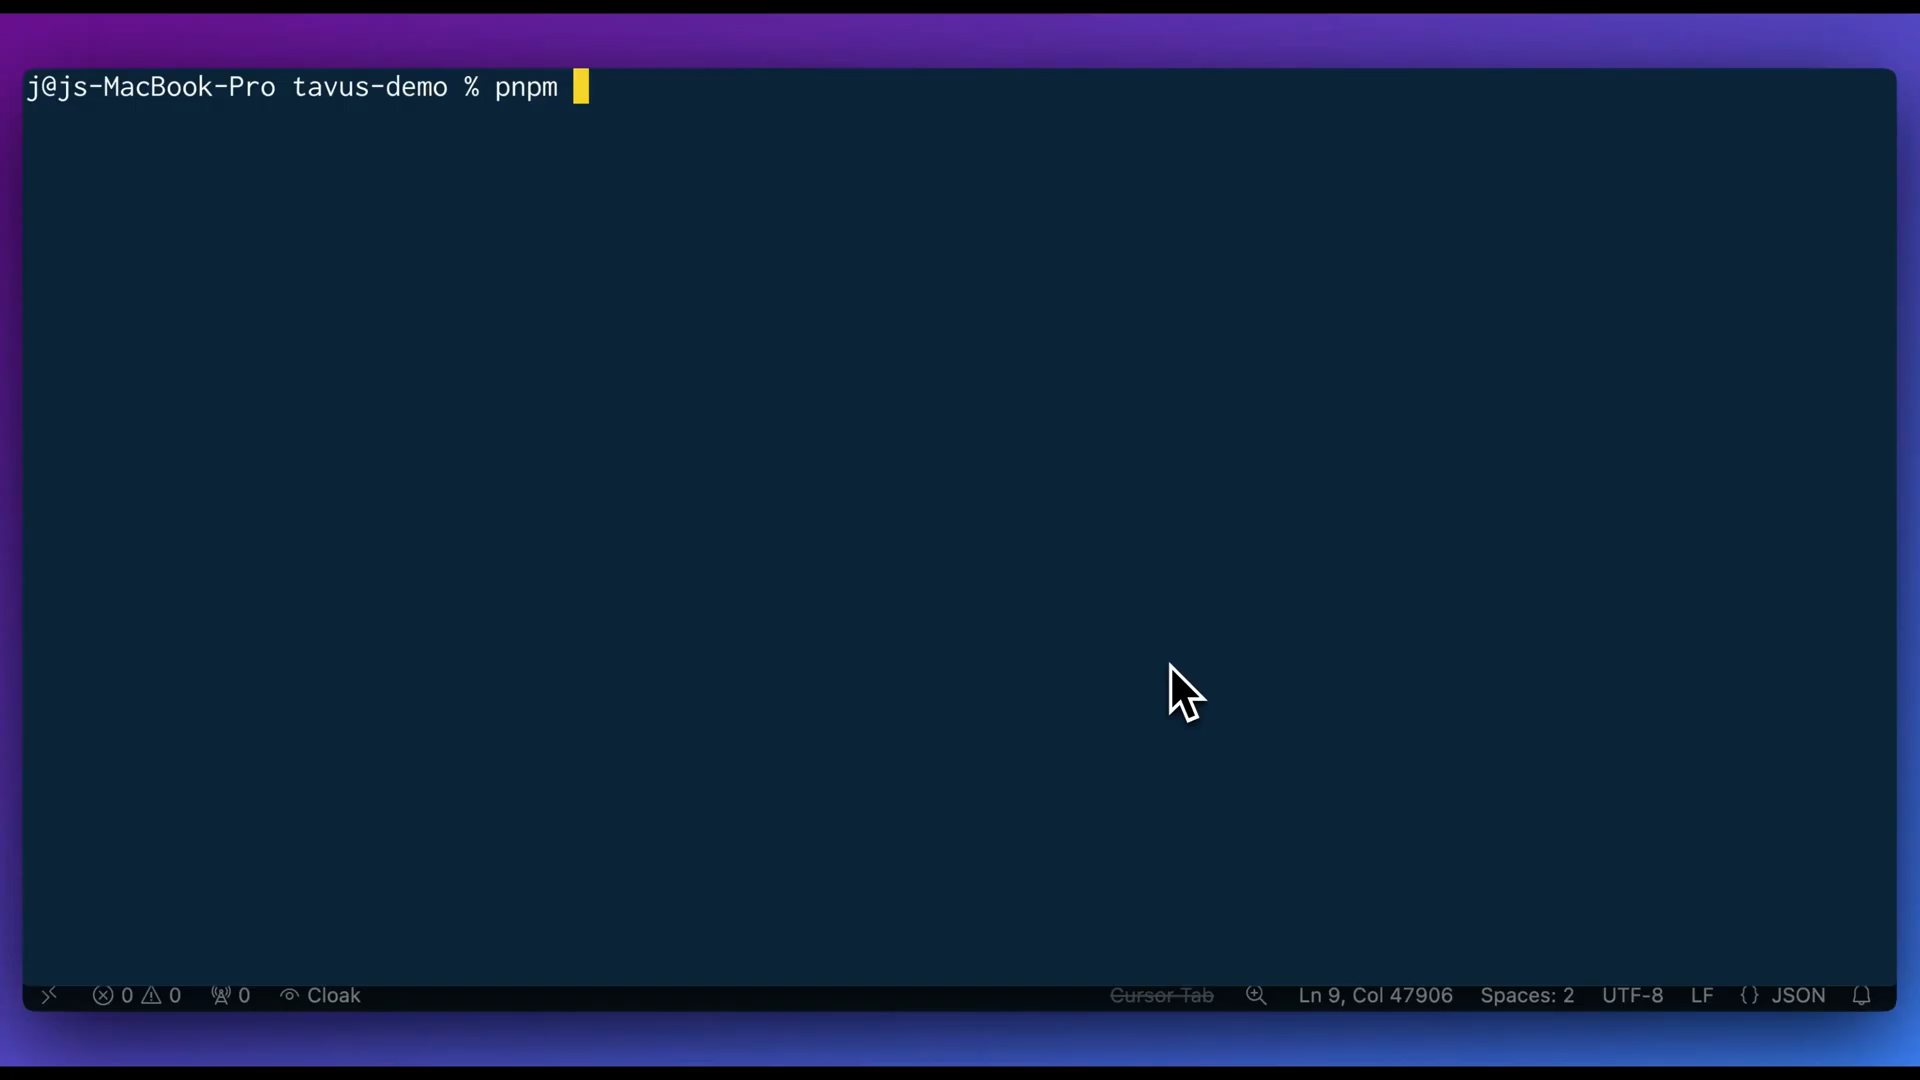 j@js-MacBook-Pro tavus-demo % pnpm
0 0 0 Cloak Cursor Tab Ln 9, Col 47906 Spaces: 2 UTF-8 LF {} JSON